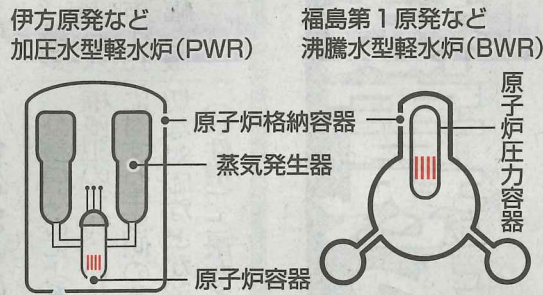 伊方原発など
加圧水型軽水炉(PWR)
福島第1原発など
沸騰水型軽水炉(BWR)
原子炉格納容器
蒸気発生器
原子炉容器
原子炉圧力容器